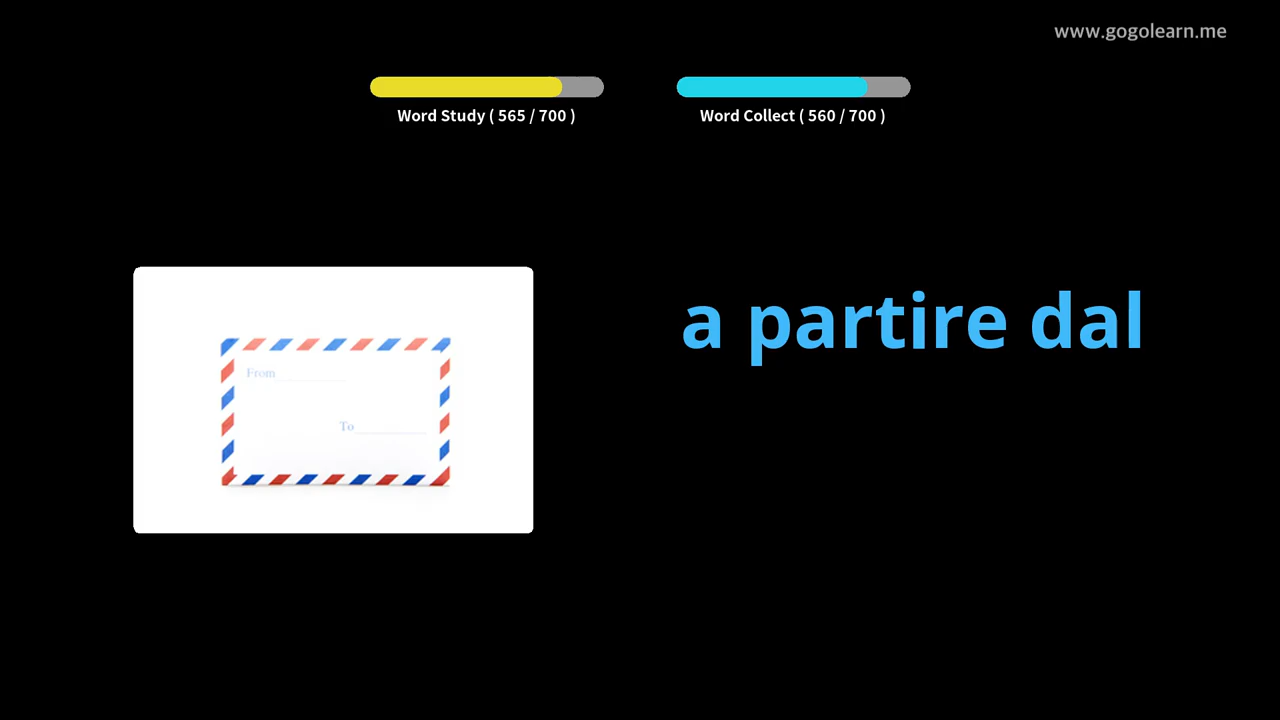 www.gogolearn.me
Word Study ( 565 / 700 )
Word Collect ( 560 / 700 )
a partire dal
From
To